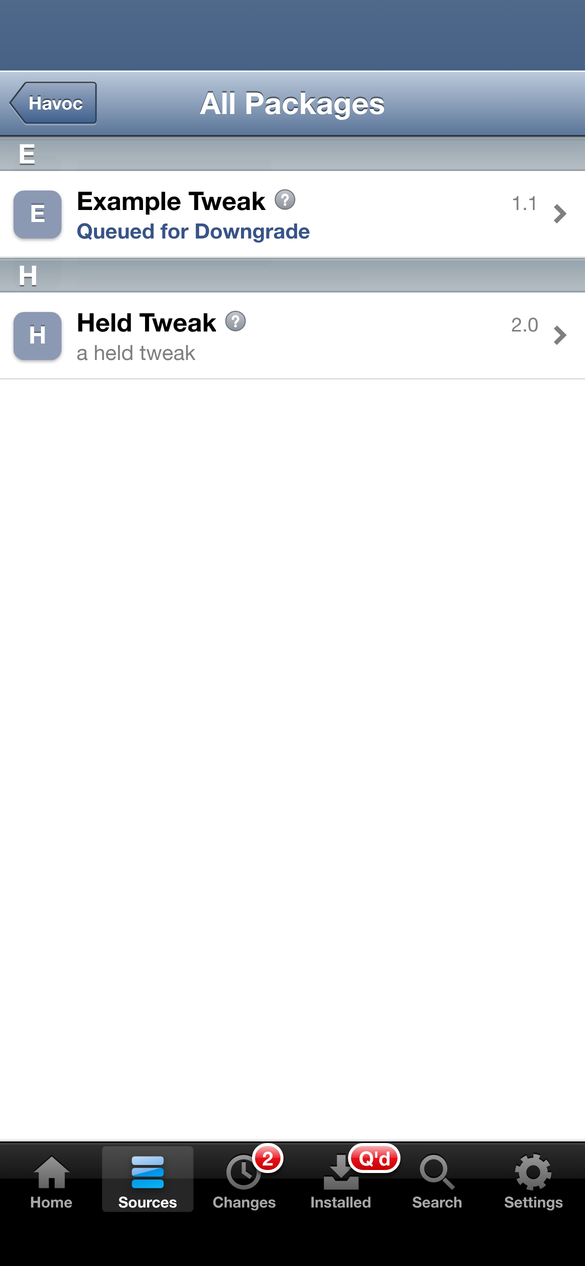 Havoc
All Packages
E
E
Example Tweak ?
1.1
Queued for Downgrade
H
H
Held Tweak ?
2.0
a held tweak
2
Q'd
Home
Sources
Changes
Installed
Search
Settings